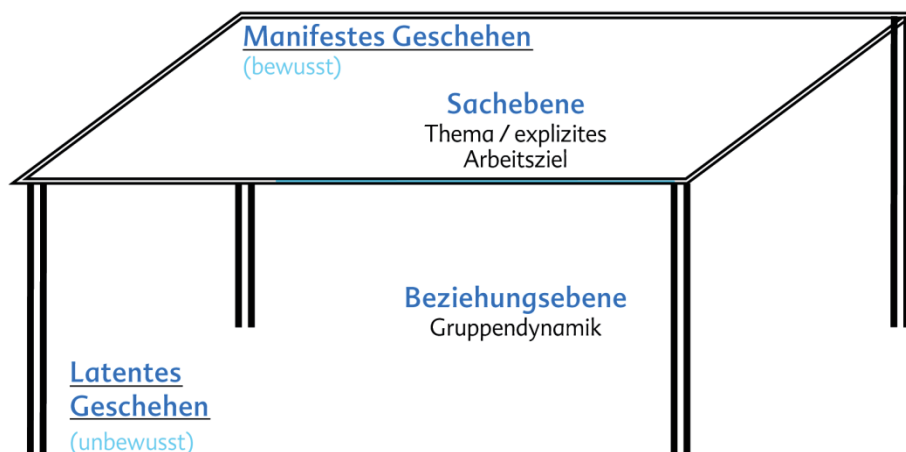 Manifestes Geschehen
(bewusst)
Sachebene
Thema / explizites
Arbeitsziel
Beziehungsebene
Gruppendynamik
Latentes
Geschehen
(unbewusst)